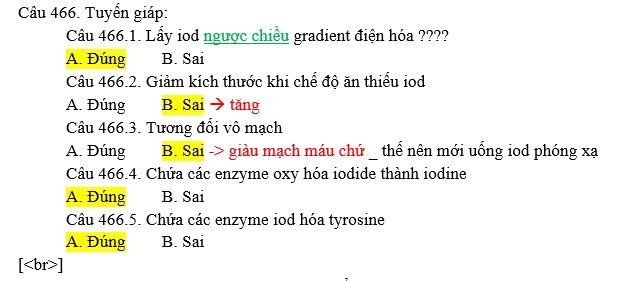 Câu 466. Tuyến giáp:
Câu 466.1. Lấy iod ngược chiều gradient điện hóa ????
A. Đúng B. Sai
Câu 466.2. Giảm kích thước khi chế độ ăn thiếu iod
A. Đúng B. Sai → tăng
Câu 466.3. Tương đối vô mạch
A. Đúng B. Sai -> giàu mạch máu chứ _ thế nên mới uống iod phóng xạ
Câu 466.4. Chứa các enzyme oxy hóa iodide thành iodine
A. Đúng B. Sai
Câu 466.5. Chứa các enzyme iod hóa tyrosine
A. Đúng B. Sai
[<br>]